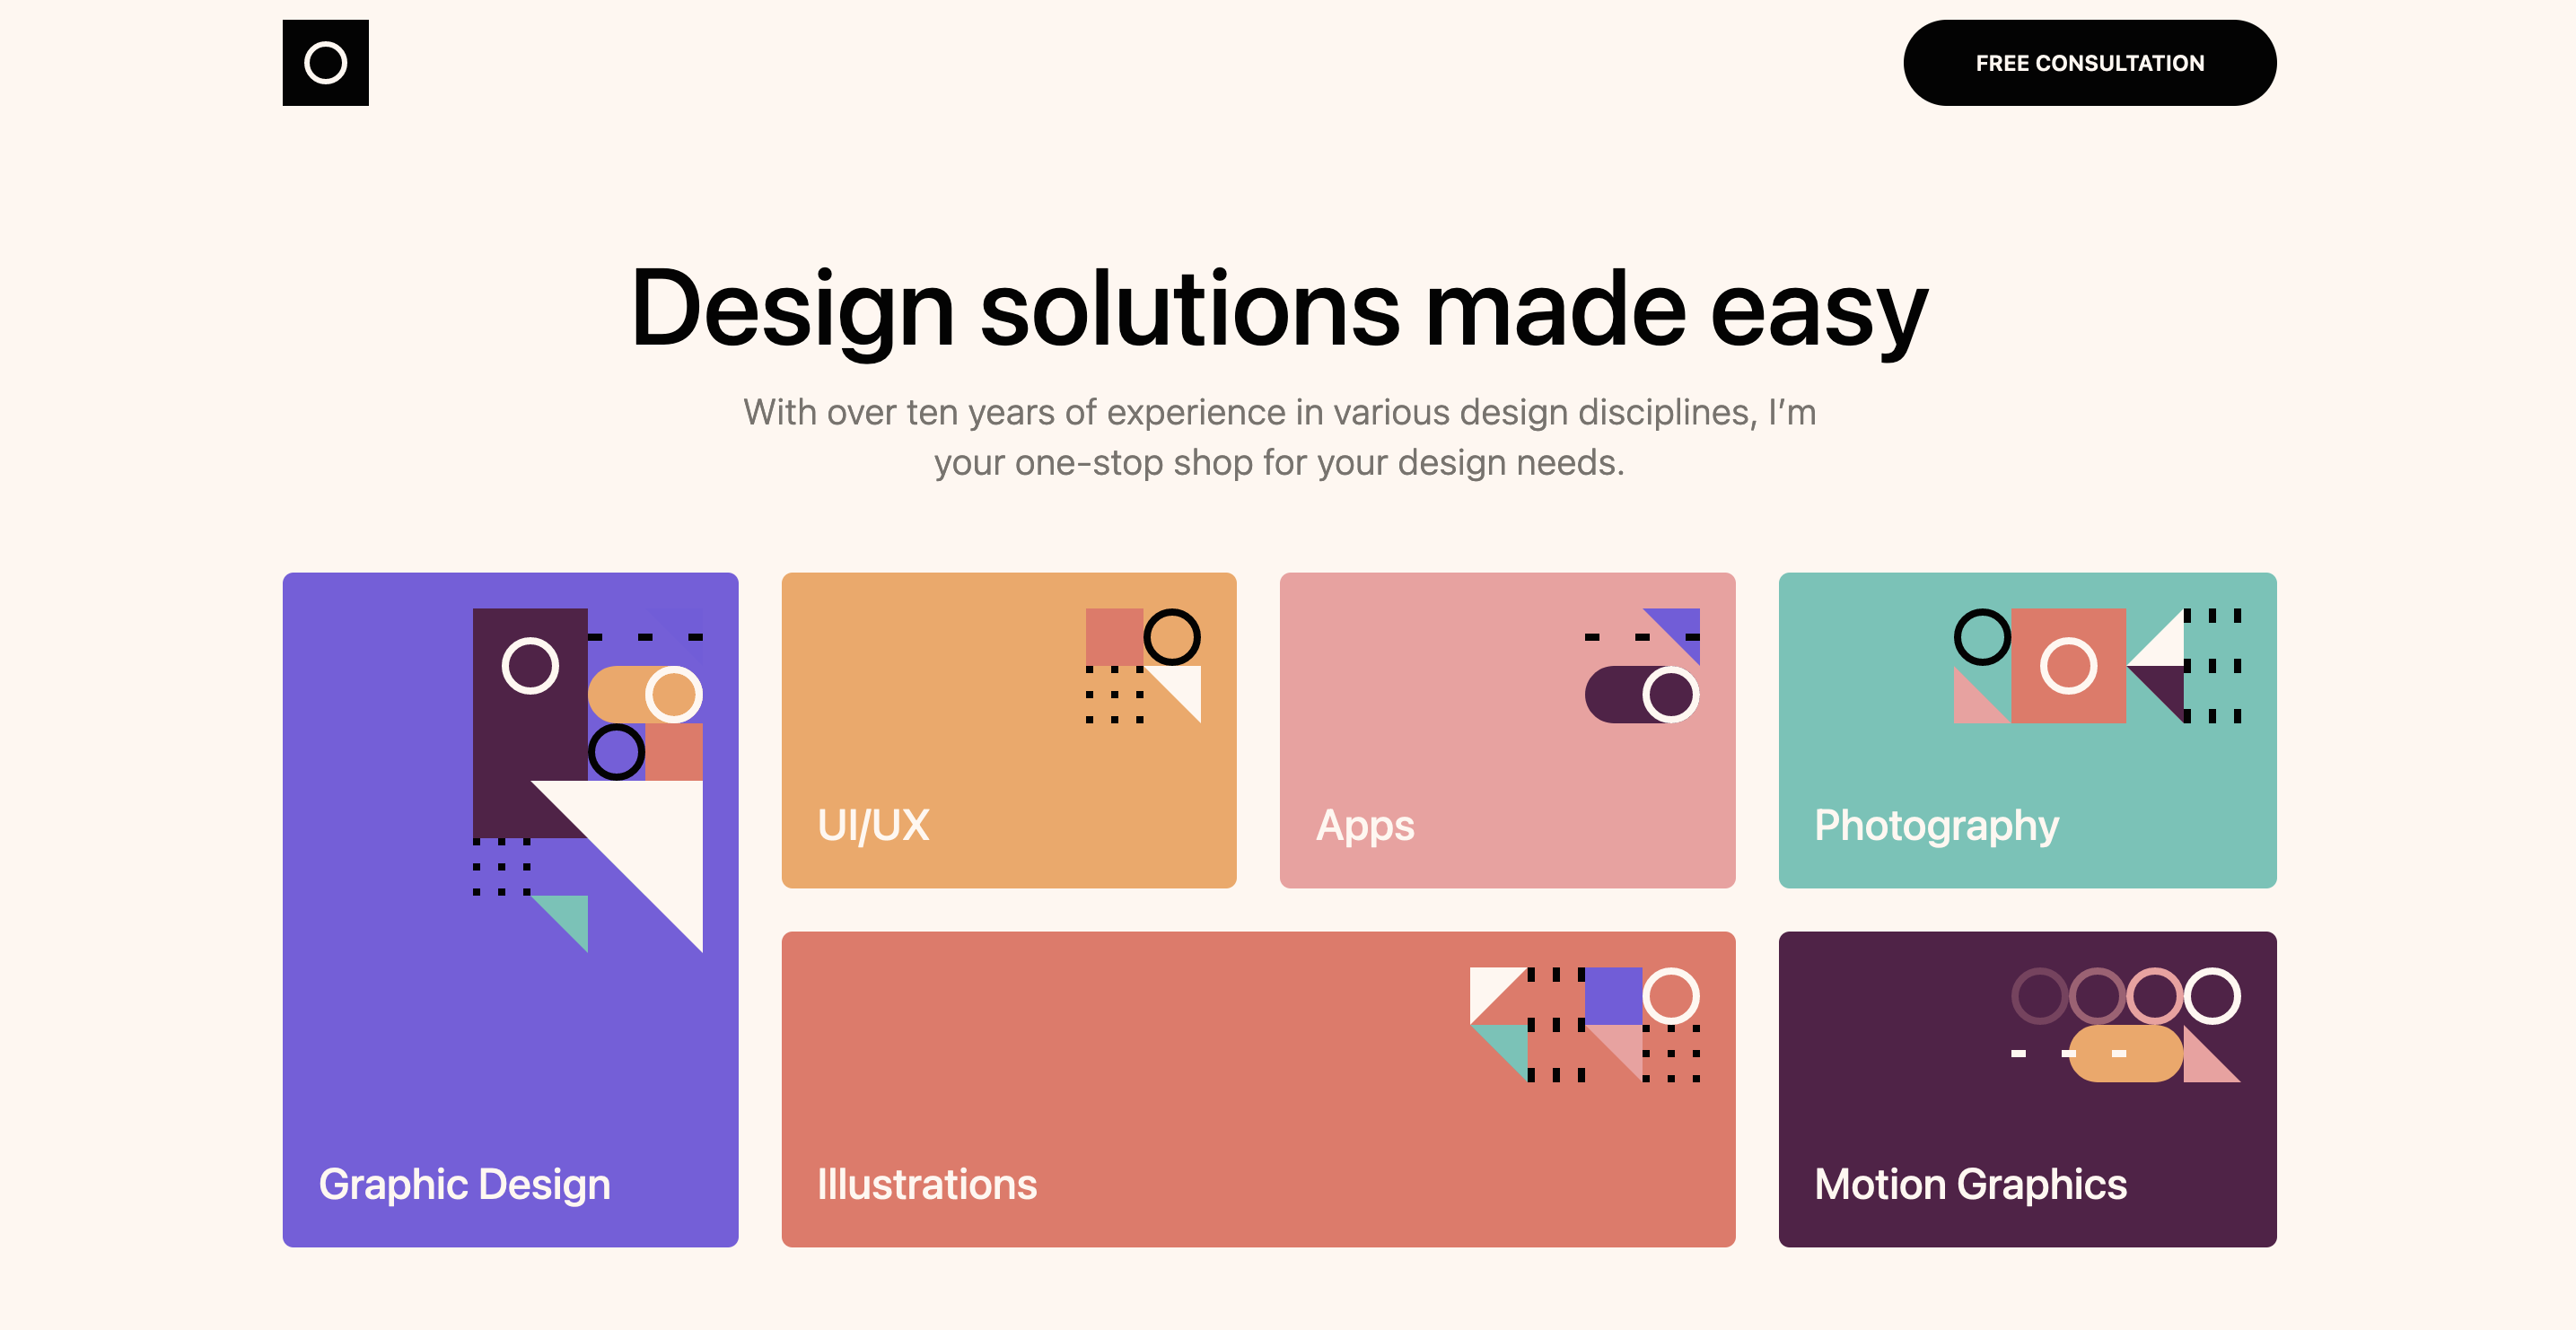 FREE CONSULTATION
Design solutions made easy
With over ten years of experience in various design disciplines, I’m
your one-stop shop for your design needs.
Graphic Design
UI/UX
Apps
Photography
Illustrations
Motion Graphics